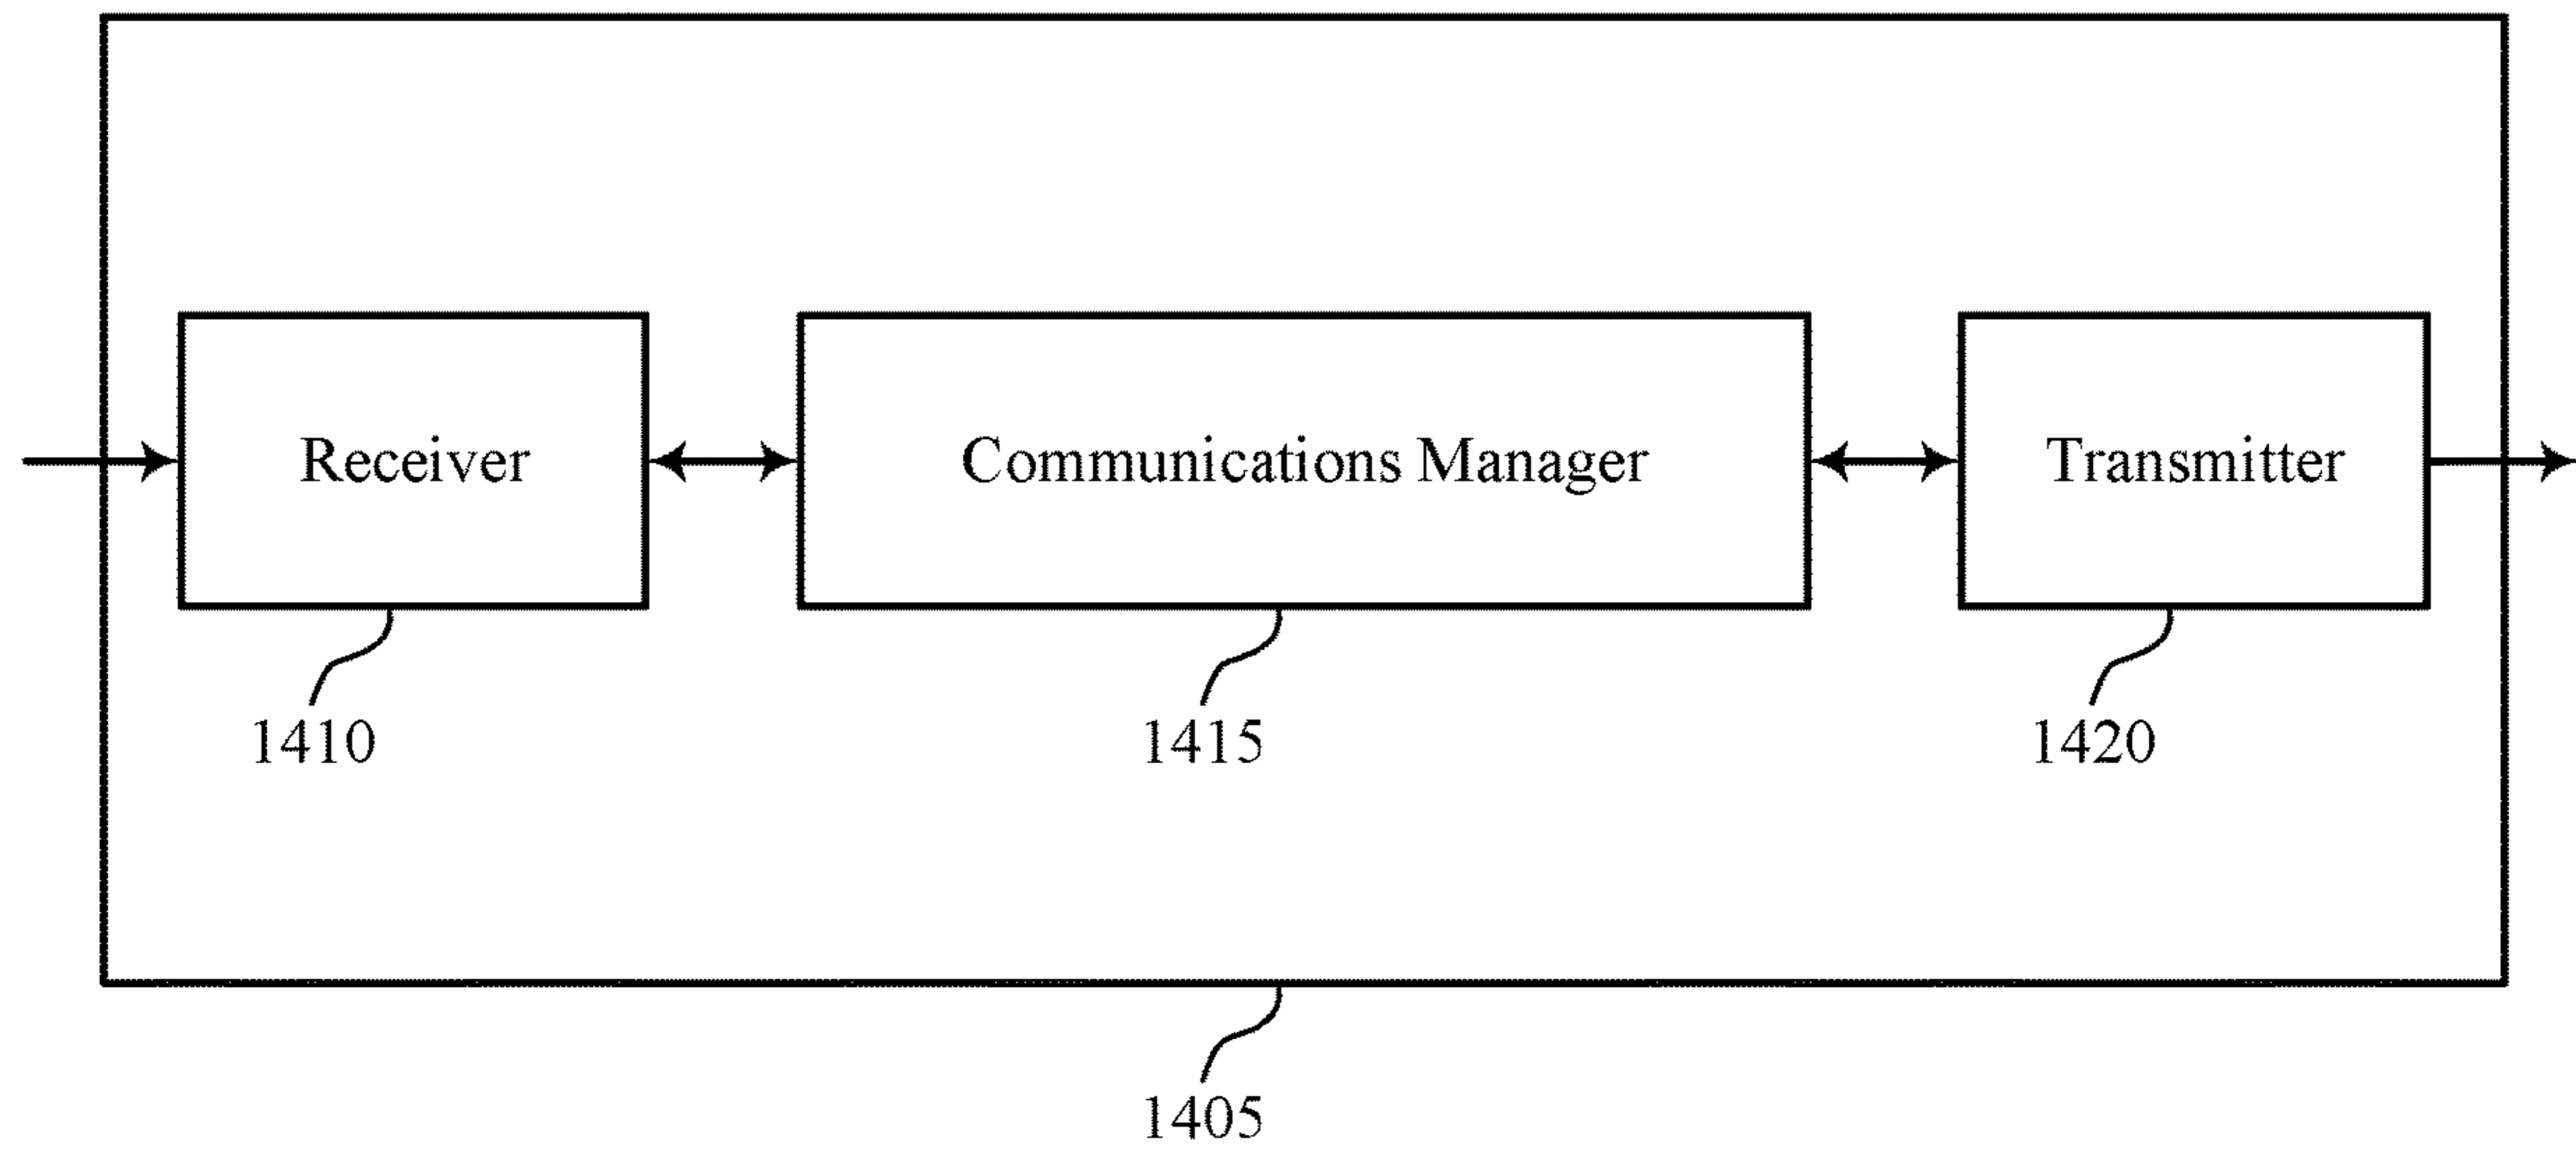 Receiver
Communications Manager
Transmitter
1410
1415
1420
1405